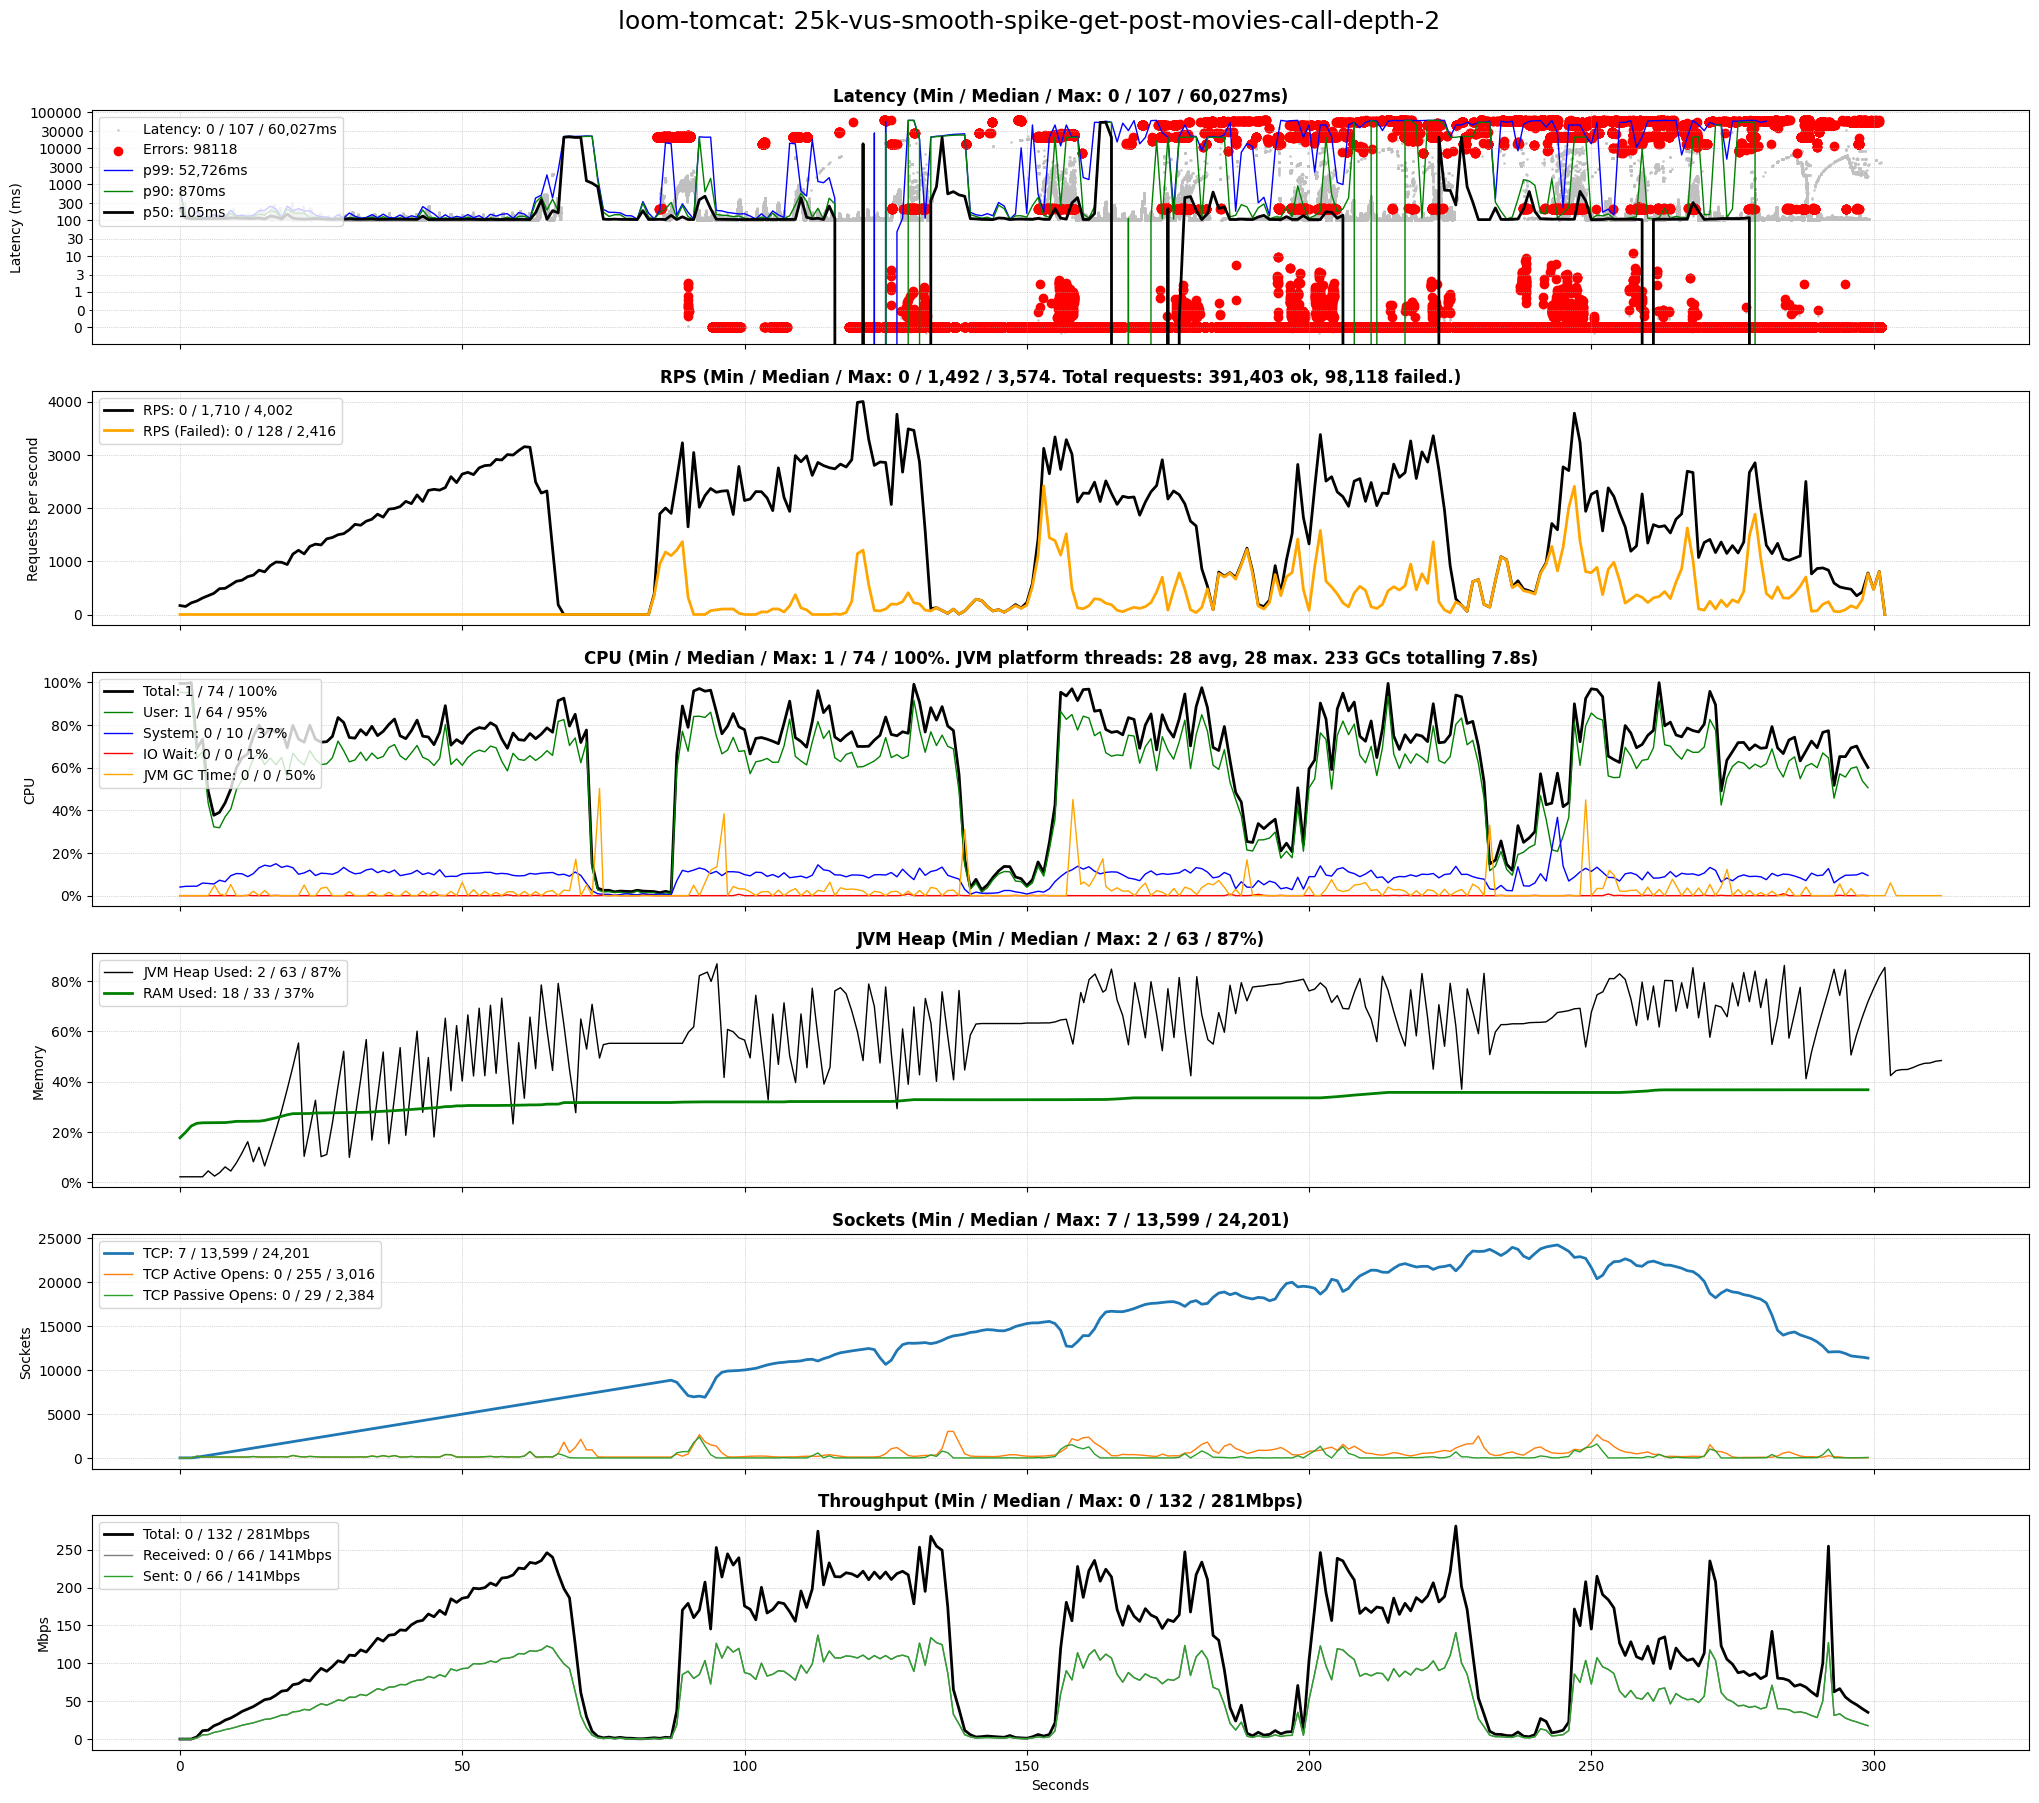 loom-tomcat: 25k-vus-smooth-spike-get-post-movies-call-depth-2
Latency (Min / Median / Max: 0 / 107 / 60,027ms)
Latency (ms)
100000
30000
10000
3000
1000
300
100
30
10
3
1
0
0
Latency: 0 / 107 / 60,027ms
Errors: 98118
p99: 52,726ms
p90: 870ms
p50: 105ms
RPS (Min / Median / Max: 0 / 1,492 / 3,574. Total requests: 391,403 ok, 98,118 failed.)
Requests per second
4000
3000
2000
1000
0
RPS: 0 / 1,710 / 4,002
RPS (Failed): 0 / 128 / 2,416
CPU (Min / Median / Max: 1 / 74 / 100%. JVM platform threads: 28 avg, 28 max. 233 GCs totalling 7.8s)
CPU
100%
80%
60%
40%
20%
0%
Total: 1 / 74 / 100%
User: 1 / 64 / 95%
System: 0 / 10 / 37%
IO Wait: 0 / 0 / 1%
JVM GC Time: 0 / 0 / 50%
JVM Heap (Min / Median / Max: 2 / 63 / 87%)
Memory
80%
60%
40%
20%
0%
JVM Heap Used: 2 / 63 / 87%
RAM Used: 18 / 33 / 37%
Sockets (Min / Median / Max: 7 / 13,599 / 24,201)
Sockets
25000
20000
15000
10000
5000
0
TCP: 7 / 13,599 / 24,201
TCP Active Opens: 0 / 255 / 3,016
TCP Passive Opens: 0 / 29 / 2,384
Throughput (Min / Median / Max: 0 / 132 / 281Mbps)
Mbps
250
200
150
100
50
0
Total: 0 / 132 / 281Mbps
Received: 0 / 66 / 141Mbps
Sent: 0 / 66 / 141Mbps
0 50 100 150 200 250 300
Seconds